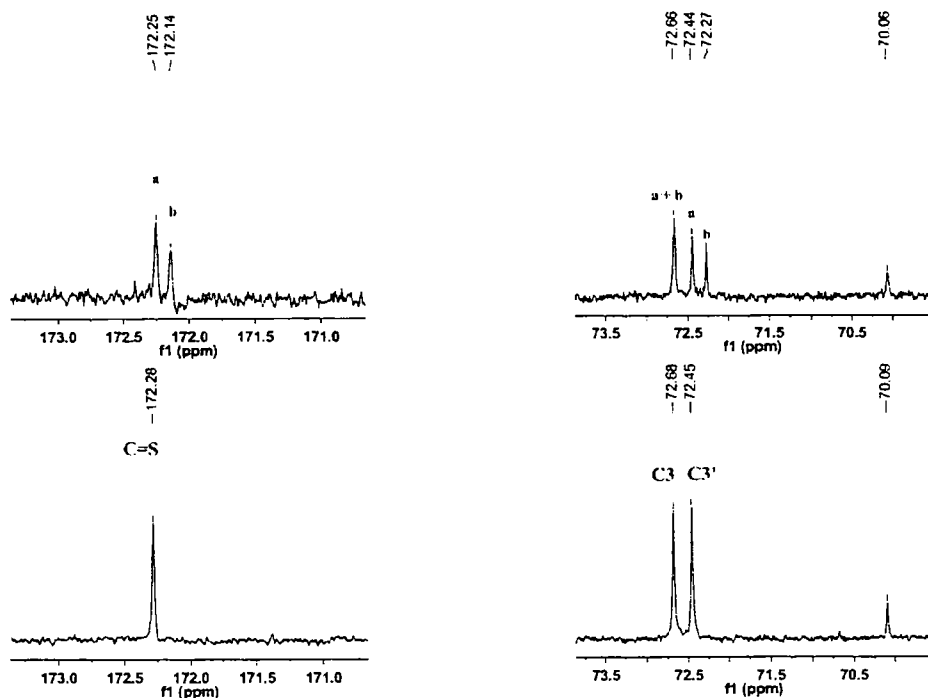 172.25
172.14
a
b
173.0 172.5 172.0 171.5 171.0
f1 (ppm)
72.66
72.44
72.27
70.06
a + b
a
b
73.5 72.5 71.5 70.5
f1 (ppm)
172.28
C=S
173.0 172.5 172.0 171.5 171.0
f1 (ppm)
72.68
72.45
70.09
C3 C3'
73.5 72.5 71.5 70.5
f1 (ppm)